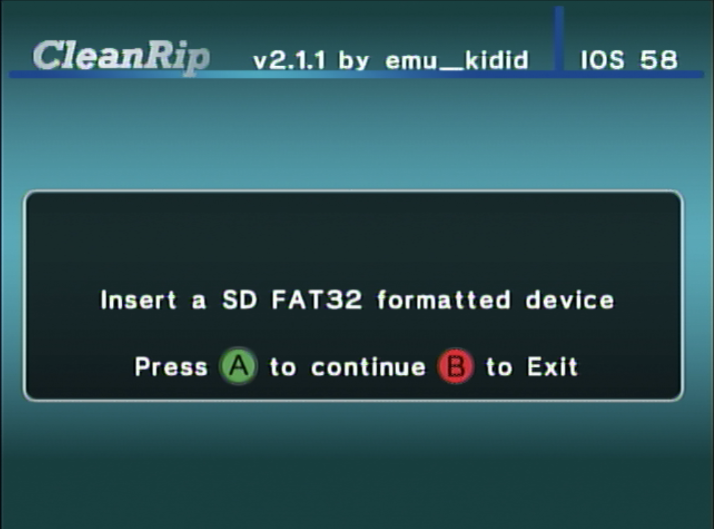 CleanRip v2.1.1 by emu_kidid IOS 58
Insert a SD FAT32 formatted device
Press A to continue B to Exit